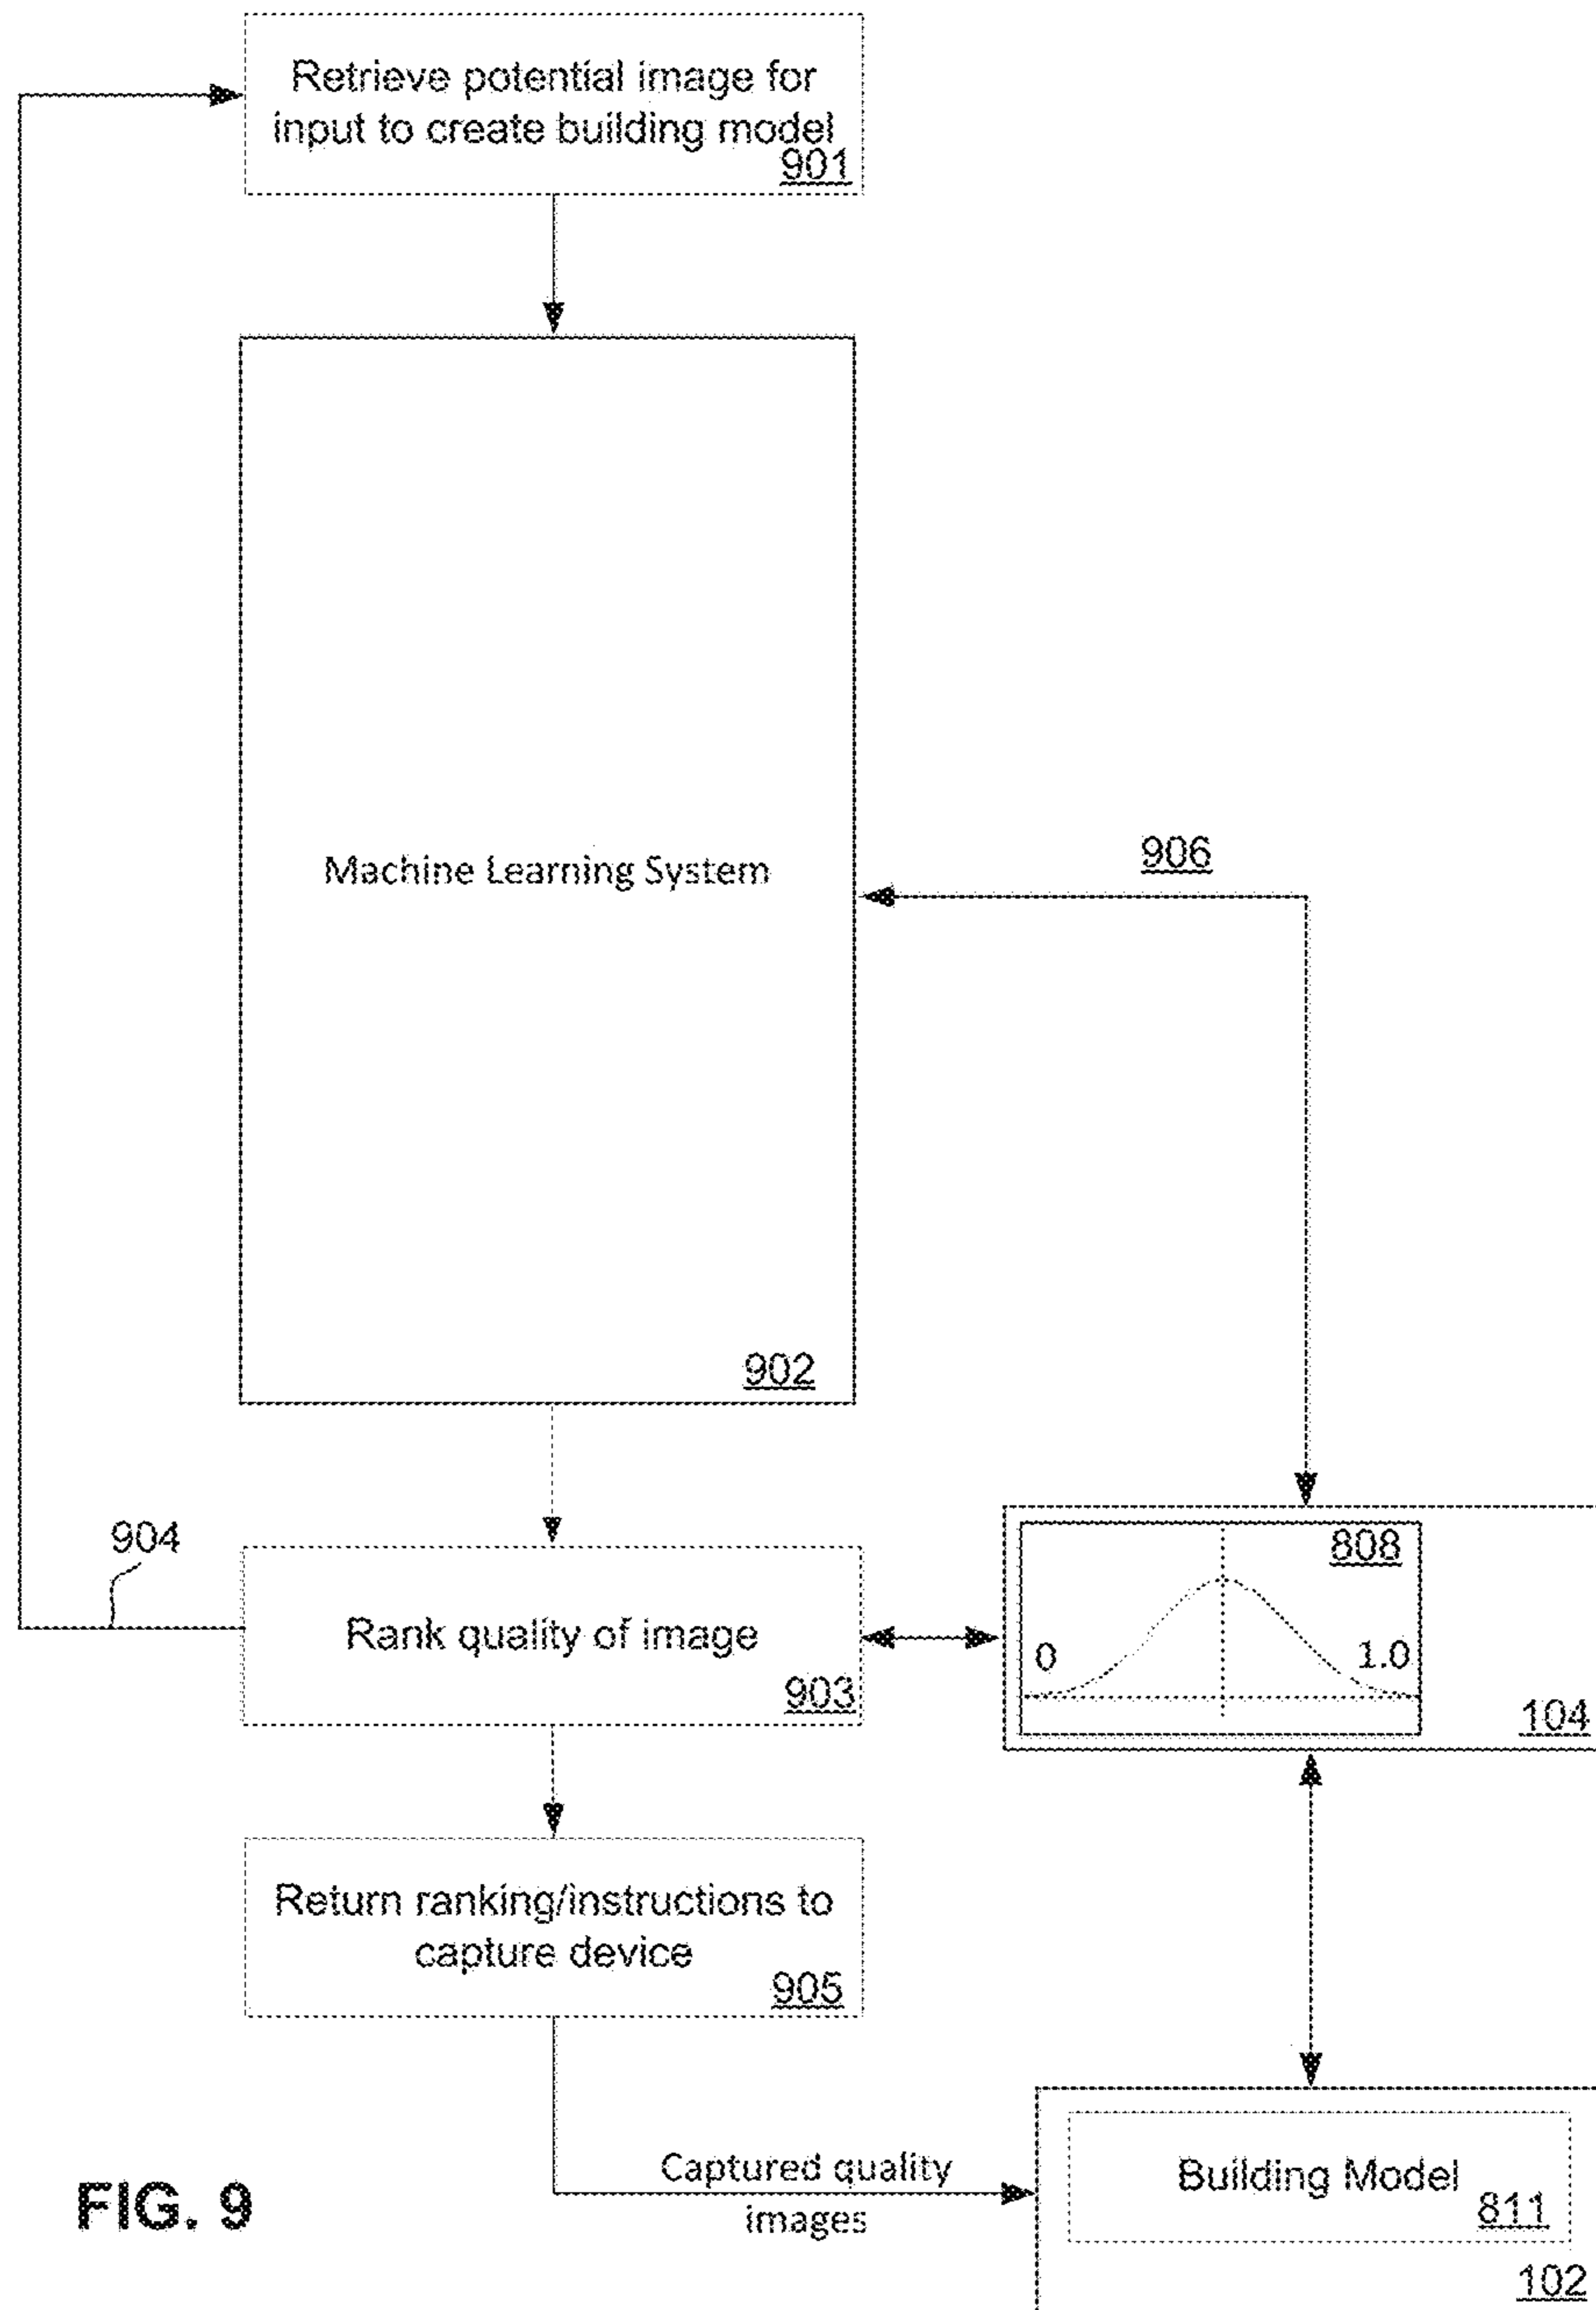 Retrieve potential image for
input to create building model
901
Machine Learning System
906
902
904
808
Rank quality of image
0
1.0
903
104
Return ranking/instructions to
capture device
905
Captured quality
images
Building Model
811
FIG. 9
102